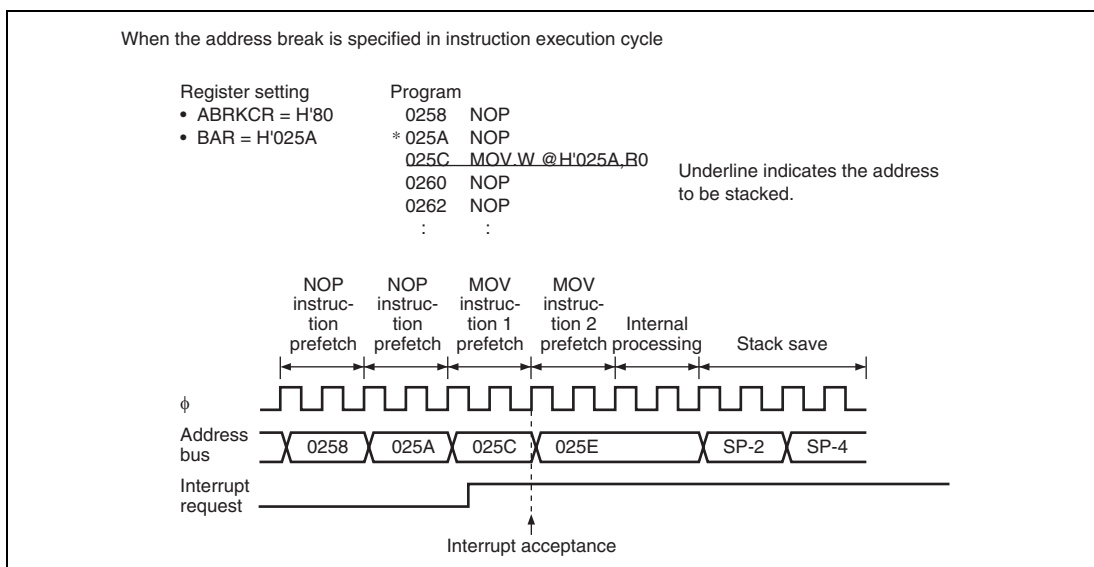 When the address break is specified in instruction execution cycle
Register setting
• ABRKCR = H'80
• BAR = H'025A
Program
0258 NOP
* 025A NOP
025C MOV.W @H'025A,R0
0260 NOP
0262 NOP
: :
Underline indicates the address
to be stacked.
NOP
instruc-
tion
prefetch
NOP
instruc-
tion
prefetch
MOV
instruc-
tion 1
prefetch
MOV
instruc-
tion 2
prefetch
Internal
processing
Stack save
φ
Address
bus
0258
025A
025C
025E
SP-2
SP-4
Interrupt
request
Interrupt acceptance